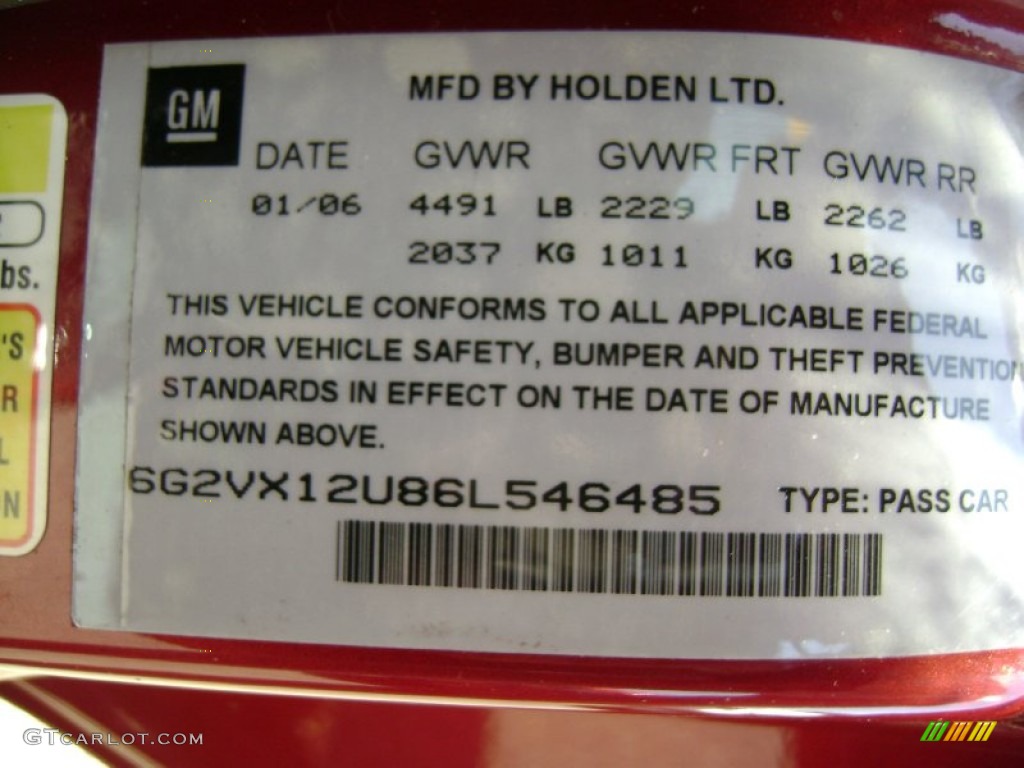 GM
MFD BY HOLDEN LTD.
DATE GVWR GVWR FRT GVWR RR
01/06 4491 LB 2229 LB 2262 LB
2037 KG 1011 KG 1026 KG
THIS VEHICLE CONFORMS TO ALL APPLICABLE FEDERAL
MOTOR VEHICLE SAFETY, BUMPER AND THEFT PREVENTION
STANDARDS IN EFFECT ON THE DATE OF MANUFACTURE
SHOWN ABOVE.
6G2VX12U86L546485 TYPE: PASS CAR
bs.
'S
R
L
N
GTcarlot.com